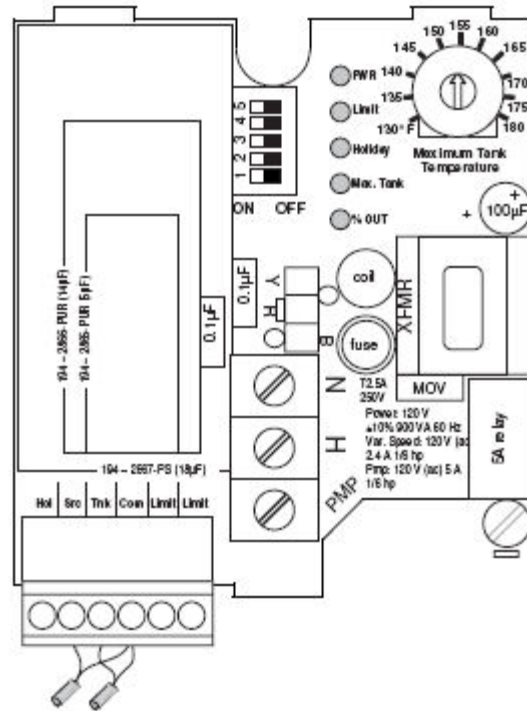 5
4
3
2
1
ON OFF
PWR
Limit
Holiday
Max. Tank
% OUT
130° F
135
140
145
150
155
160
165
170
175
180
Maximum Tank
Temperature
+
+
100µF
194 – 2866-PUR (14µF)
194 – 2865-PUR 5µF)
0.1µF
0.1µF
194 – 2667-PS (18µF)
Y
R
B
coil
fuse
XFMR
MOV
5A relay
N
H
PMP
T2.5A
250V
Power: 120 V
±10% 900 VA 60 Hz
Var. Speed: 120V (ac
2.4 A 1/6 hp
Pmp: 120 V (ac) 5 A
1/6 hp
Hol Src Tnk Com Limit Limit